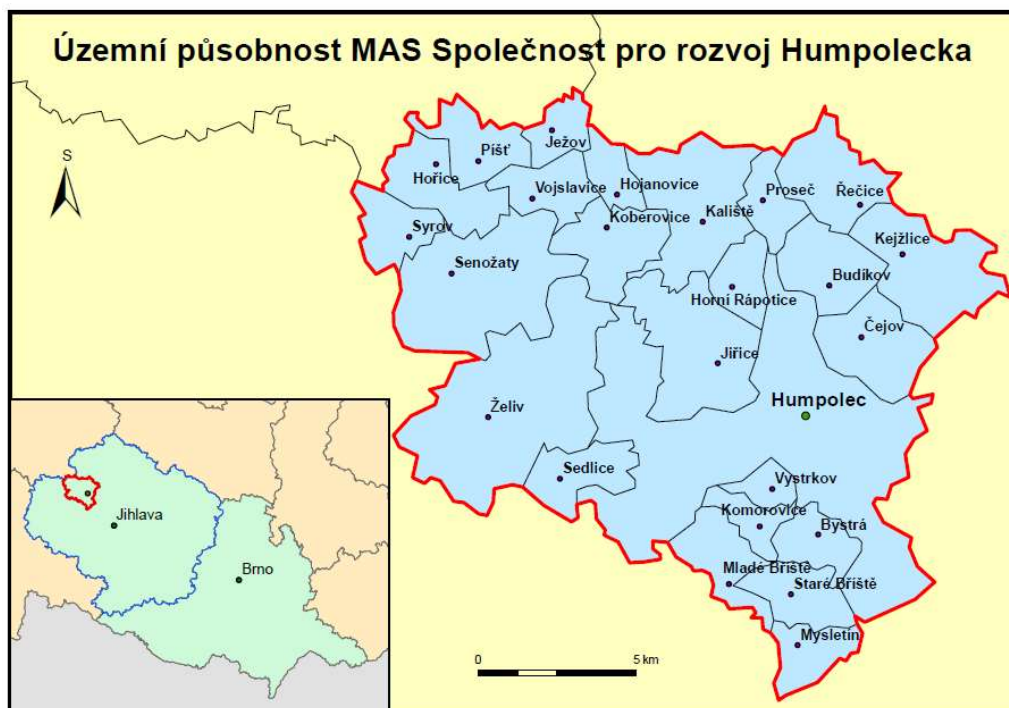 Územní působnost MAS Společnost pro rozvoj Humpolecka
S
Ježov
Píšť
Hořice
Vojslavice
Hojanovice
Proseč
Řečice
Koberovice
Kaliště
Syrov
Kejžlice
Senožaty
Budíkov
Horní Rápotice
Čejov
Jiřice
Humpolec
Želiv
Sedlice
Vystrkov
Komorovice
Bystrá
Mladé Bříště
Staré Bříště
Mysletín
Jihlava
Brno
0 5 km